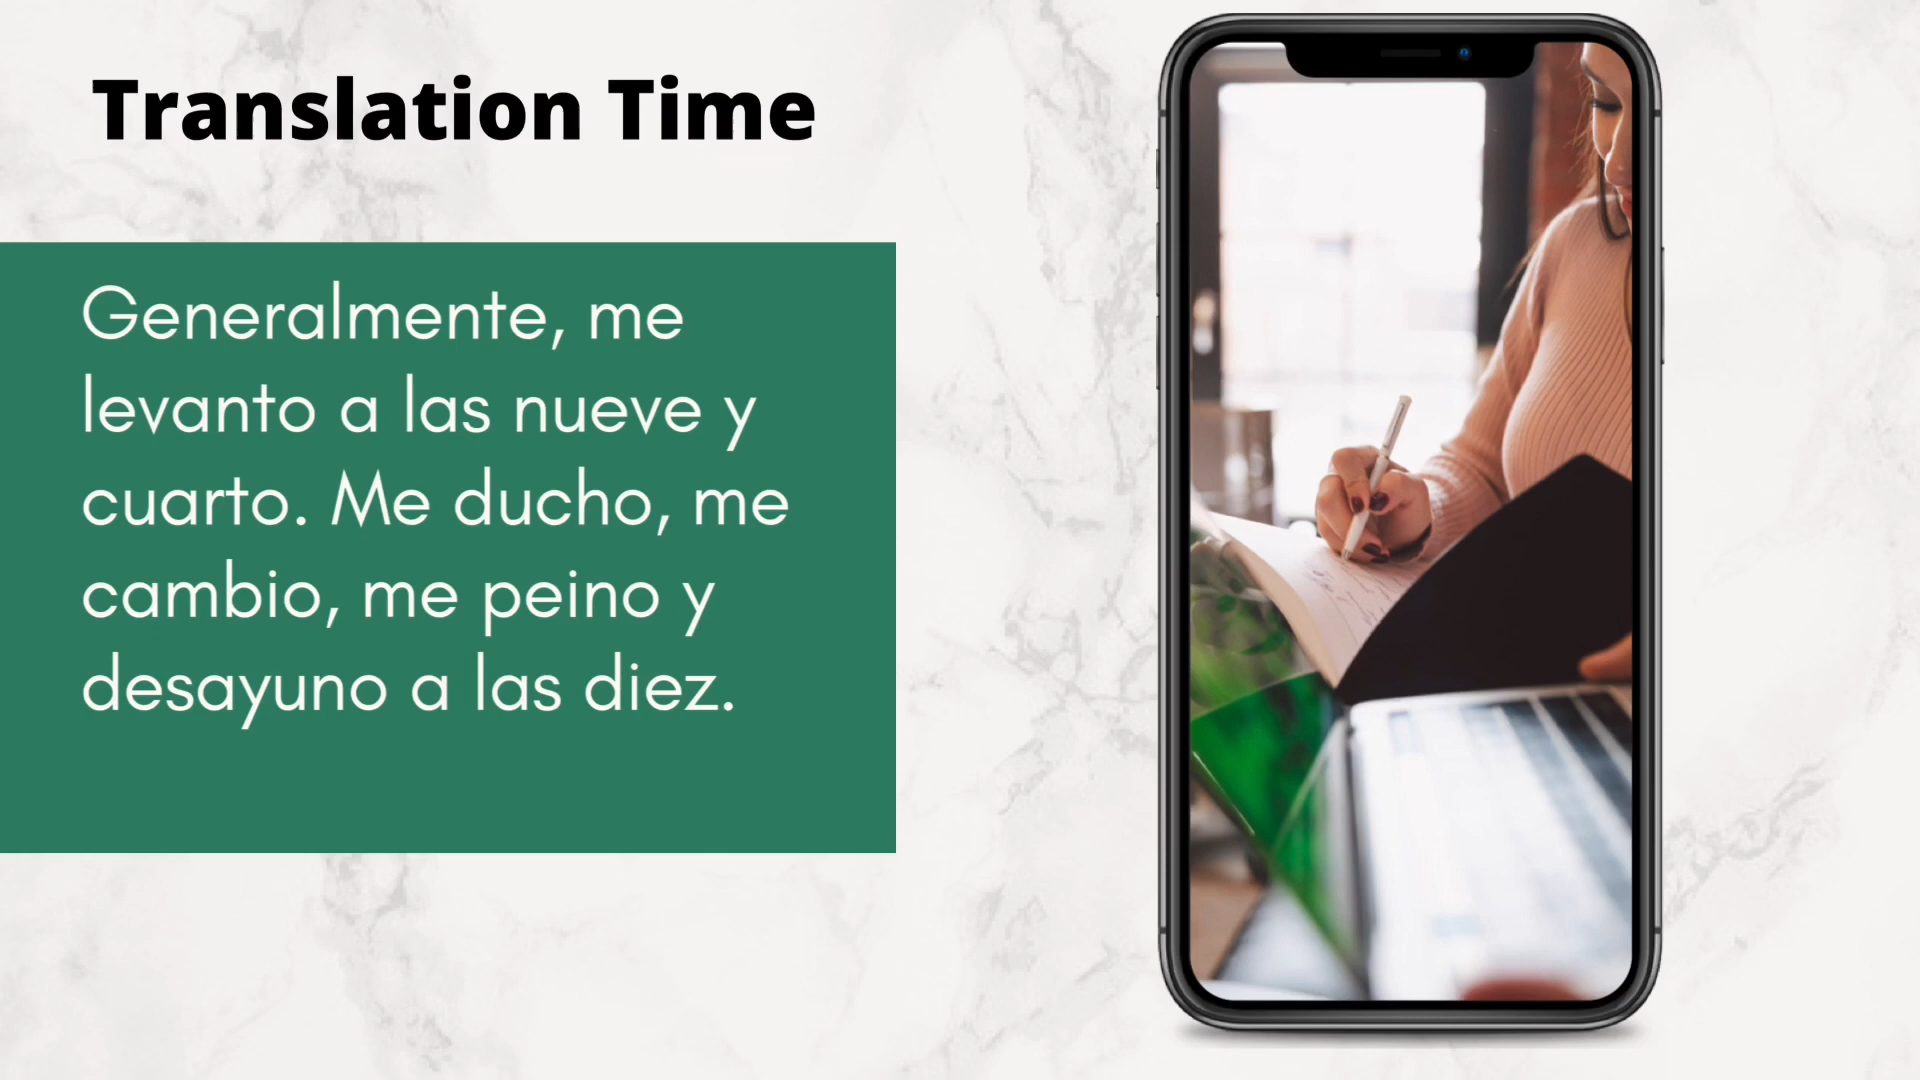 Translation Time
Generalmente, me
levanto a las nueve y
cuarto. Me ducho, me
cambio, me peino y
desayuno a las diez.